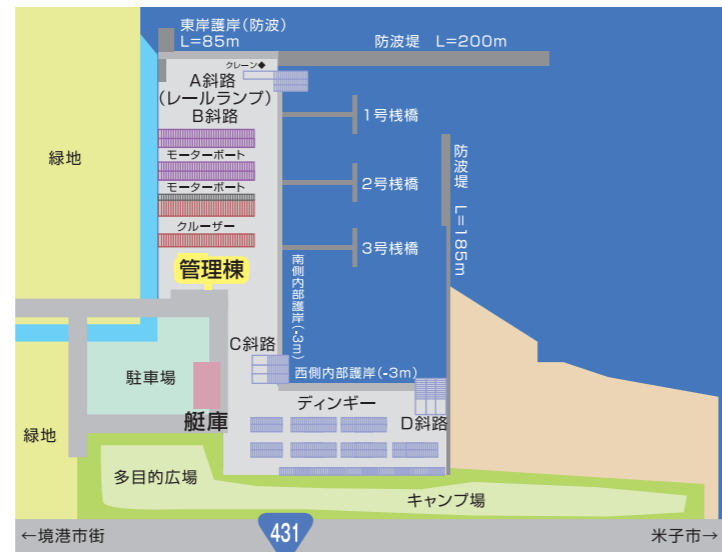 東岸護岸(防波)
L=85m
防波堤 L=200m
クレーン◆
A斜路
(レールランプ)
B斜路
1号桟橋
モーターボート
緑地
2号桟橋
モーターボート
防波堤 L=185m
クルーザー
3号桟橋
管理棟
南側内部護岸(-3m)
C斜路
西側内部護岸(-3m)
駐車場
ディンギー
艇庫
D斜路
緑地
多目的広場
キャンプ場
←境港市街
431
米子市→